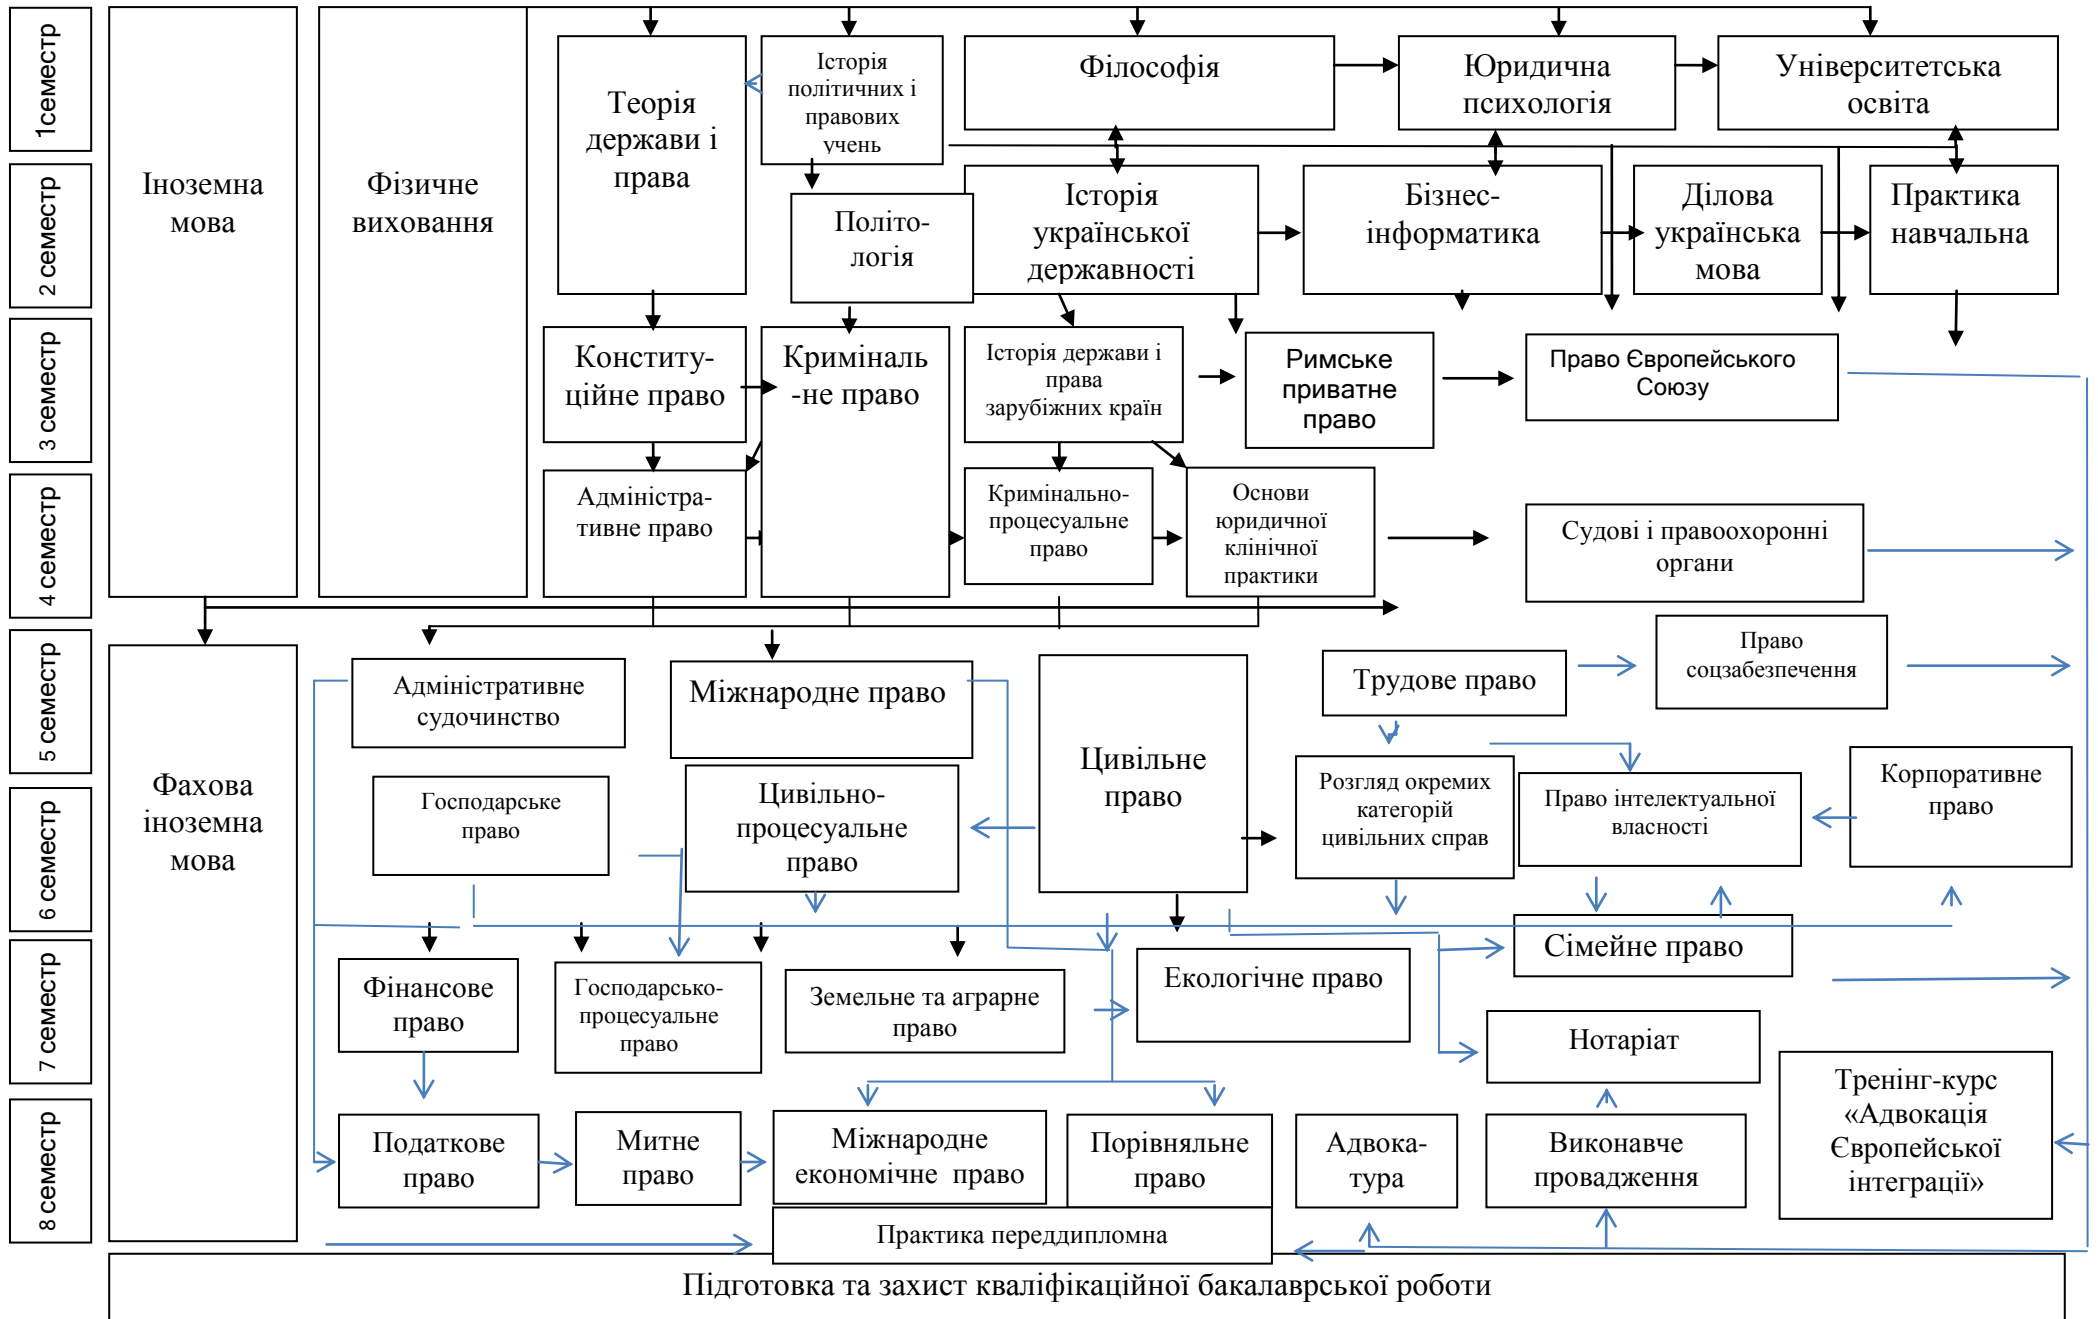 1семестр
2 семестр
3 семестр
4 семестр
5 семестр
6 семестр
7 семестр
8 семестр
Іноземна
мова
Фізичне
виховання
Теорія
держави і
права
Історія
політичних і
правових
учень
Філософія
Юридична
психологія
Університетська
освіта
Політо-
логія
Історія
української
державності
Бізнес-
інформатика
Ділова
українська
мова
Практика
навчальна
Конститу-
ційне право
Криміналь
-не право
Історія держави і
права
зарубіжних країн
Римське
приватне
право
Право Європейського
Союзу
Адміністра-
тивне право
Кримінально-
процесуальне
право
Основи
юридичної
клінічної
практики
Судові і правоохоронні
органи
Фахова
іноземна
мова
Адміністративне
судочинство
Міжнародне право
Цивільне
право
Трудове право
Право
соцзабезпечення
Господарське
право
Цивільно-
процесуальне
право
Розгляд окремих
категорій
цивільних справ
Право інтелектуальної
власності
Корпоративне
право
Фінансове
право
Господарсько-
процесуальне
право
Земельне та аграрне
право
Екологічне право
Сімейне право
Нотаріат
Податкове
право
Митне
право
Міжнародне
економічне право
Порівняльне
право
Адвока-
тура
Виконавче
провадження
Тренінг-курс
«Адвокація
Європейської
інтеграції»
Практика переддипломна
Підготовка та захист кваліфікаційної бакалаврської роботи